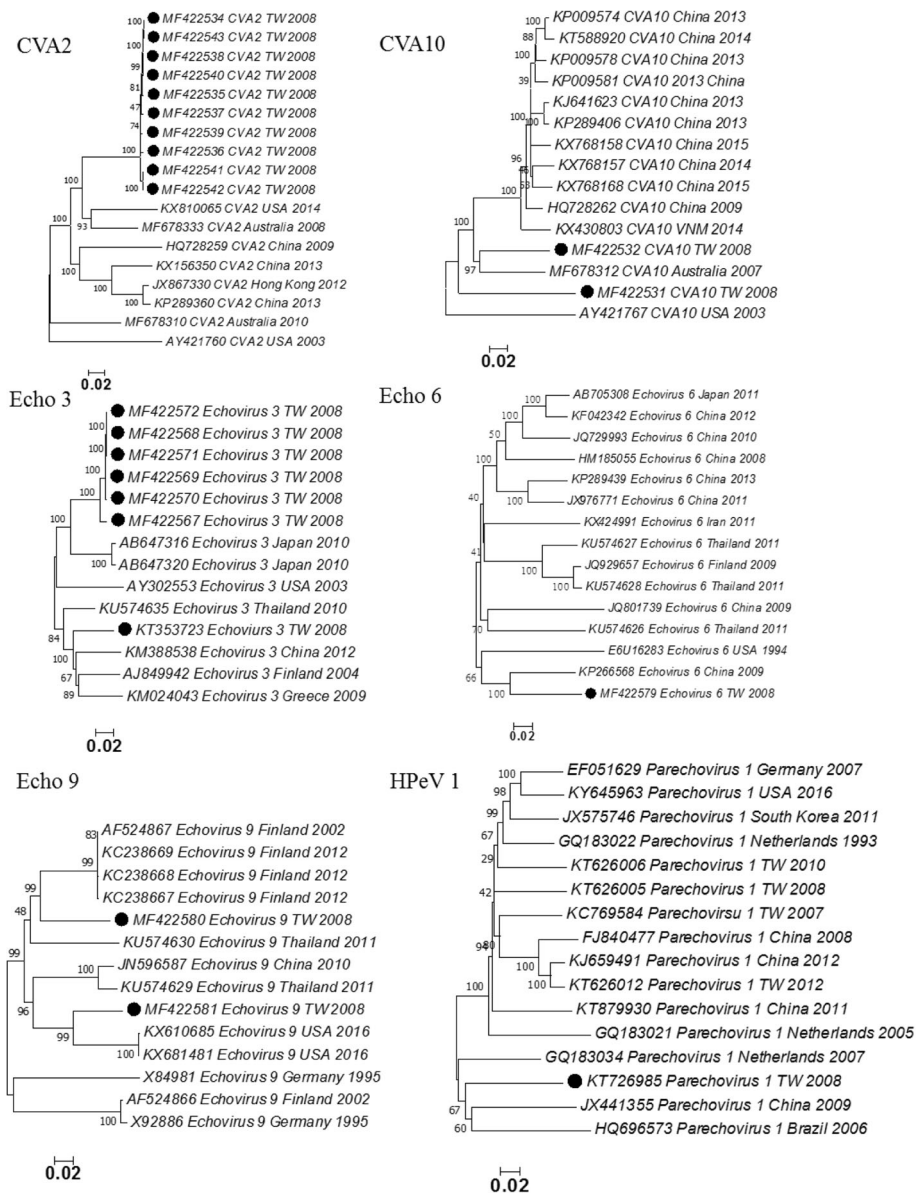 CVA2
100
MF422534 CVA2 TW 2008
MF422543 CVA2 TW 2008
100
MF422538 CVA2 TW 2008
99
MF422540 CVA2 TW 2008
81
MF422535 CVA2 TW 2008
47
MF422537 CVA2 TW 2008
74
MF422539 CVA2 TW 2008
100
MF422536 CVA2 TW 2008
MF422541 CVA2 TW 2008
100
MF422542 CVA2 TW 2008
100
KX810065 CVA2 USA 2014
100
93
MF678333 CVA2 Australia 2008
HQ728259 CVA2 China 2009
100
KX156350 CVA2 China 2013
100
JX867330 CVA2 Hong Kong 2012
100
KP289360 CVA2 China 2013
MF678310 CVA2 Australia 2010
AY421760 CVA2 USA 2003
0.02
CVA10
KP009574 CVA10 China 2013
100
88
KT588920 CVA10 China 2014
100
KP009578 CVA10 China 2013
39
KP009581 CVA10 2013 China
KJ641623 CVA10 China 2013
100
100
KP289406 CVA10 China 2013
KX768158 CVA10 China 2015
96
KX768157 CVA10 China 2014
46
53
KX768168 CVA10 China 2015
100
HQ728262 CVA10 China 2009
KX430803 CVA10 VNM 2014
100
MF422532 CVA10 TW 2008
97
MF678312 CVA10 Australia 2007
MF422531 CVA10 TW 2008
AY421767 CVA10 USA 2003
0.02
Echo 3
MF422572 Echovirus 3 TW 2008
100
MF422568 Echovirus 3 TW 2008
100
MF422571 Echovirus 3 TW 2008
100
MF422569 Echovirus 3 TW 2008
100
MF422570 Echovirus 3 TW 2008
MF422567 Echovirus 3 TW 2008
100
AB647316 Echovirus 3 Japan 2010
100
AB647320 Echovirus 3 Japan 2010
AY302553 Echovirus 3 USA 2003
KU574635 Echovirus 3 Thailand 2010
84
KT353723 Echoviurs 3 TW 2008
100
KM388538 Echovirus 3 China 2012
67
AJ849942 Echovirus 3 Finland 2004
89
KM024043 Echovirus 3 Greece 2009
0.02
Echo 6
AB705308 Echovirus 6 Japan 2011
100
100
KF042342 Echovirus 6 China 2012
50
JQ729993 Echovirus 6 China 2010
100
HM185055 Echovirus 6 China 2008
KP289439 Echovirus 6 China 2013
40
100
JX976771 Echovirus 6 China 2011
KX424991 Echovirus 6 Iran 2011
41
KU574627 Echovirus 6 Thailand 2011
100
JQ929657 Echovirus 6 Finland 2009
100
KU574628 Echovirus 6 Thailand 2011
JQ801739 Echovirus 6 China 2009
70
KU574626 Echovirus 6 Thailand 2011
E6U16283 Echovirus 6 USA 1994
66
KP266568 Echovirus 6 China 2009
100
MF422579 Echovirus 6 TW 2008
0.02
Echo 9
83
AF524867 Echovirus 9 Finland 2002
KC238669 Echovirus 9 Finland 2012
99
KC238668 Echovirus 9 Finland 2012
99
KC238667 Echovirus 9 Finland 2012
48
MF422580 Echovirus 9 TW2008
KU574630 Echovirus 9 Thailand 2011
99
JN596587 Echovirus 9 China 2010
100
KU574629 Echovirus 9 Thailand 2011
96
MF422581 Echovirus 9 TW2008
99
KX610685 Echovirus 9 USA 2016
100
KX681481 Echovirus 9 USA 2016
X84981 Echovirus 9 Germany 1995
AF524866 Echovirus 9 Finland 2002
100
X92886 Echovirus 9 Germany 1995
0.02
HPeV 1
EF051629 Parechovirus 1 Germany 2007
100
98
KY645963 Parechovirus 1 USA 2016
99
JX575746 Parechovirus 1 South Korea 2011
67
GQ183022 Parechovirus 1 Netherlands 1993
29
KT626006 Parechovirus 1 TW 2010
42
KT626005 Parechovirus 1 TW 2008
KC769584 Parechovirsu 1 TW 2007
94
80
FJ840477 Parechovirus 1 China 2008
100
KJ659491 Parechovirus 1 China 2012
100
KT626012 Parechovirus 1 TW 2012
100
KT879930 Parechovirus 1 China 2011
GQ183021 Parechovirus 1 Netherlands 2005
GQ183034 Parechovirus 1 Netherlands 2007
KT726985 Parechovirus 1 TW 2008
67
JX441355 Parechovirus 1 China 2009
60
HQ696573 Parechovirus 1 Brazil 2006
0.02